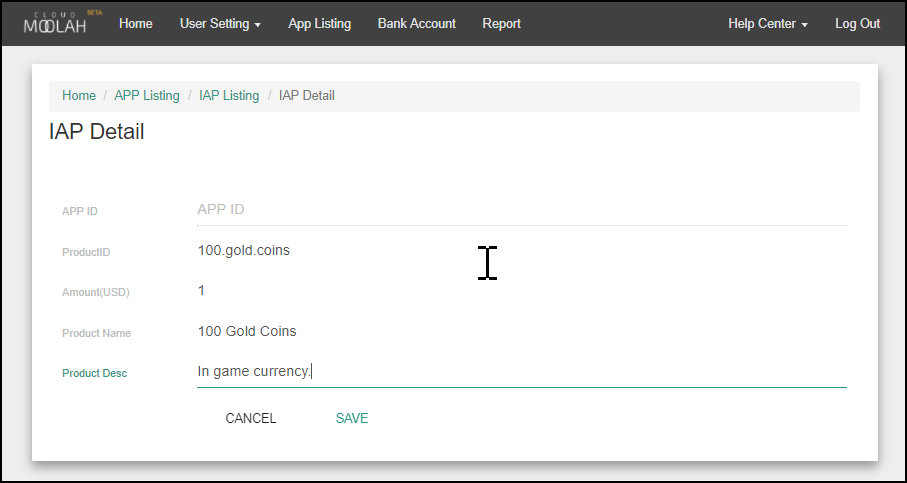 CLOUD BETA
MOOLAH
Home User Setting App Listing Bank Account Report Help Center Log Out
Home / APP Listing / IAP Listing / IAP Detail
IAP Detail
APP ID APP ID
ProductID 100.gold.coins
Amount(USD) 1
Product Name 100 Gold Coins
Product Desc In game currency.
CANCEL SAVE